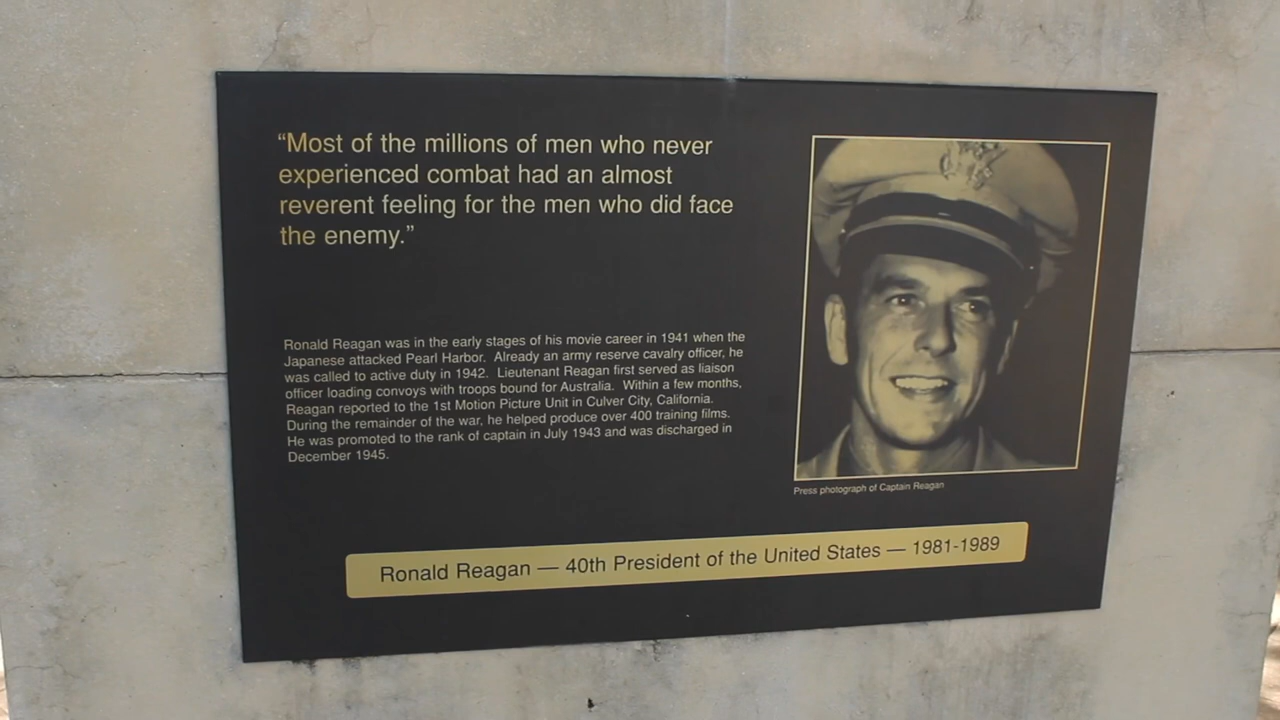 “Most of the millions of men who never
experienced combat had an almost
reverent feeling for the men who did face
the enemy.”
Ronald Reagan was in the early stages of his movie career in 1941 when the
Japanese attacked Pearl Harbor.  Already an army reserve cavalry officer, he
was called to active duty in 1942.  Lieutenant Reagan first served as liaison
officer loading convoys with troops bound for Australia.  Within a few months,
Reagan reported to the 1st Motion Picture Unit in Culver City, California.
During the remainder of the war, he helped produce over 400 training films.
He was promoted to the rank of captain in July 1943 and was discharged in
December 1945.
Press photograph of Captain Reagan
Ronald Reagan — 40th President of the United States — 1981-1989